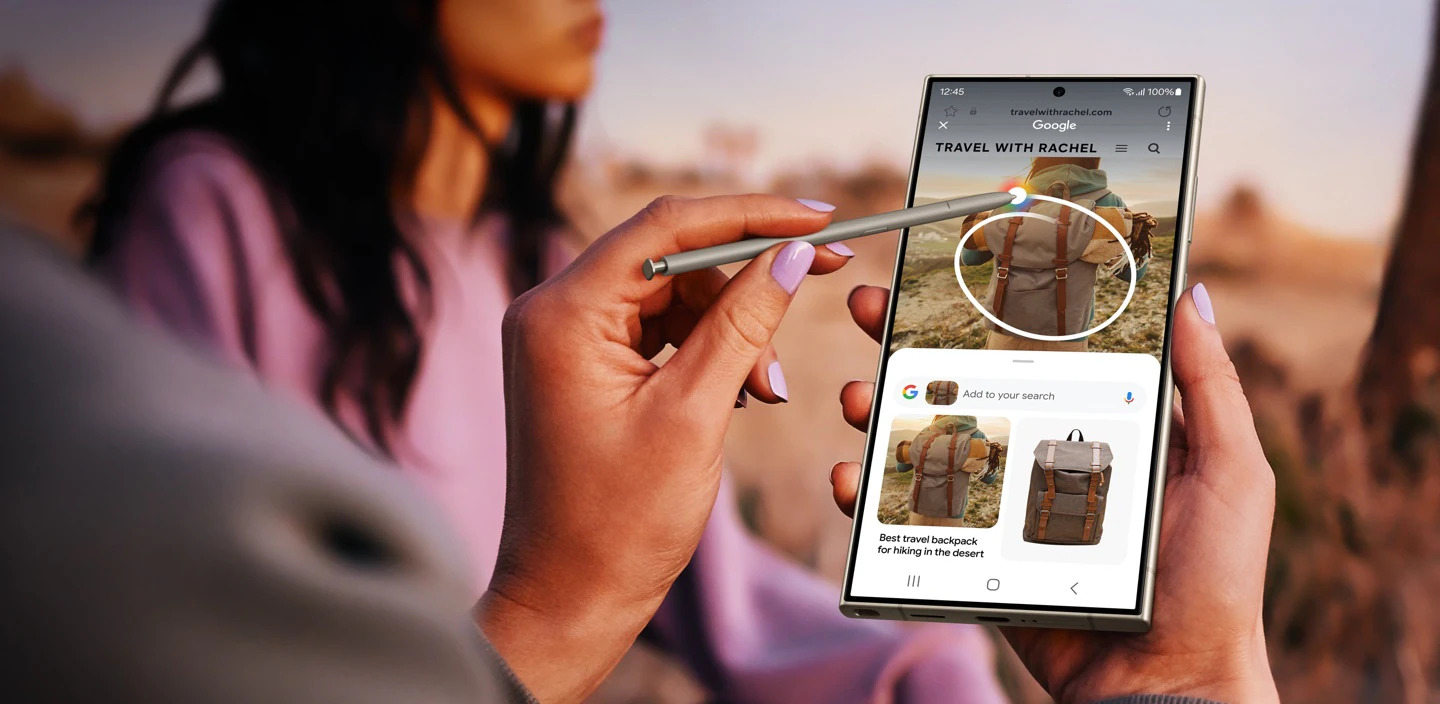 12:45
100%
travelwithrachel.com
Google
TRAVEL WITH RACHEL
G
Add to your search
Best travel backpack
for hiking in the desert